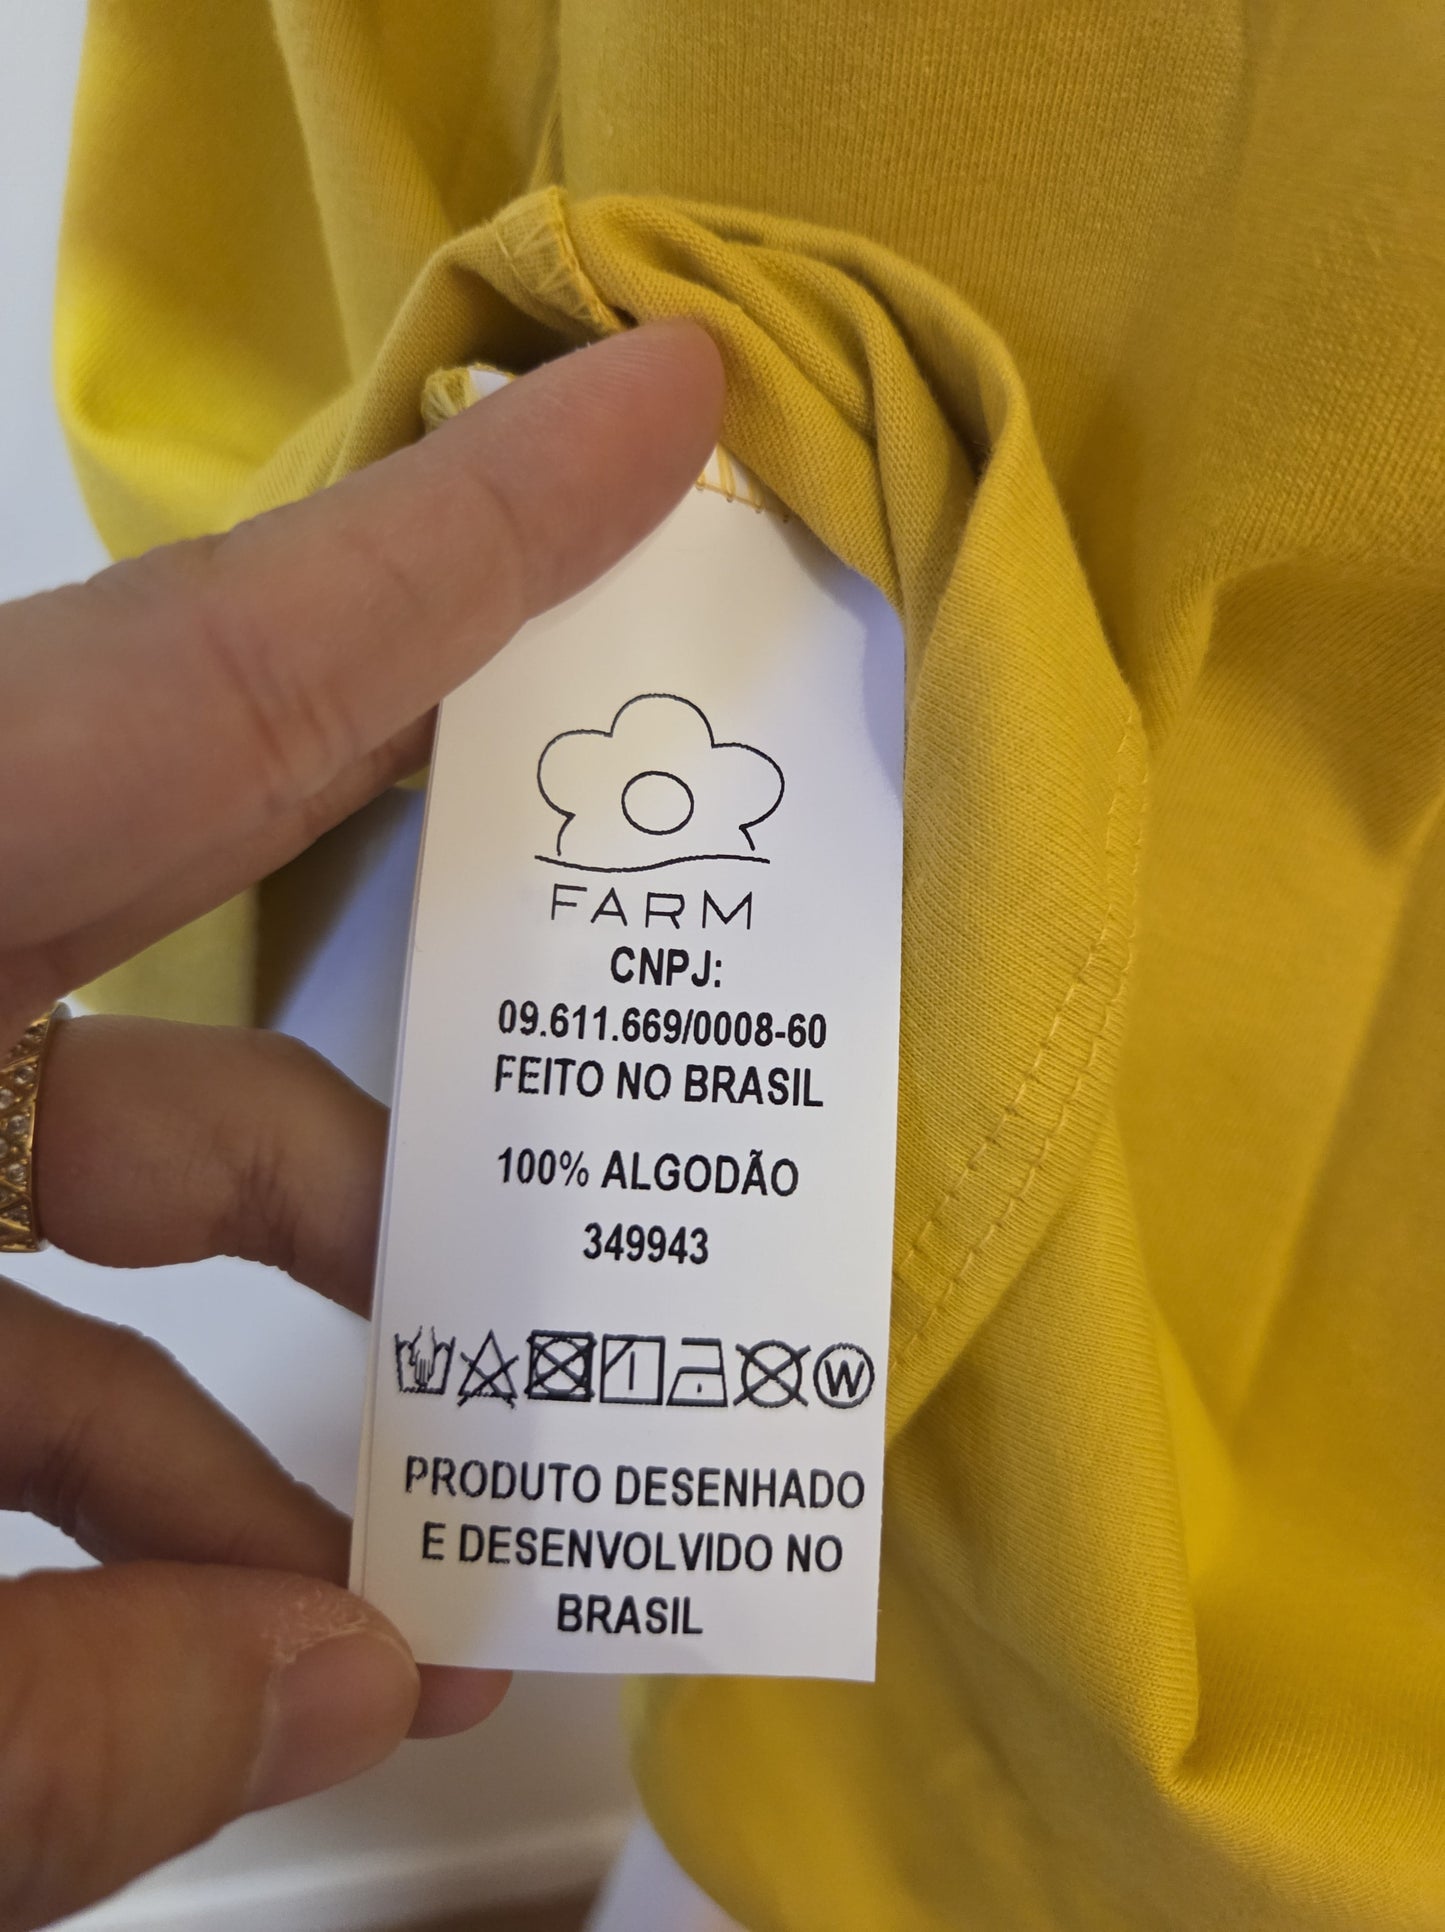 FARM
CNPJ:
09.611.669/0008-60
FEITO NO BRASIL
100% ALGODÃO
349943
W
PRODUTO DESENHADO
E DESENVOLVIDO NO
BRASIL